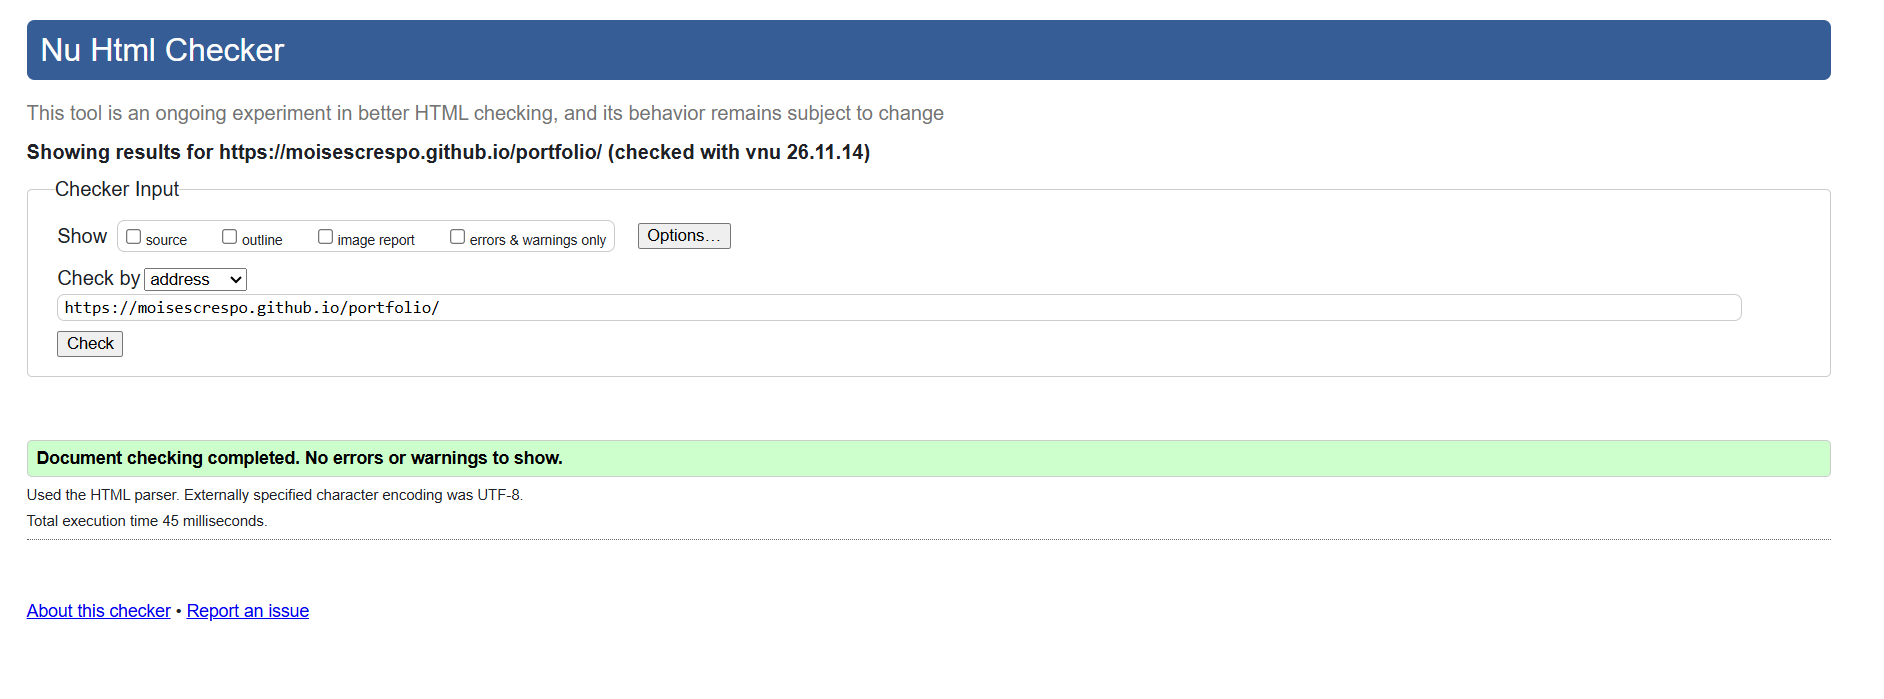 Nu Html Checker
This tool is an ongoing experiment in better HTML checking, and its behavior remains subject to change
Showing results for https://moisescrespo.github.io/portfolio/ (checked with vnu 26.11.14)
Checker Input
Show source outline image report errors & warnings only Options…
Check by address
https://moisescrespo.github.io/portfolio/
Check
Document checking completed. No errors or warnings to show.
Used the HTML parser. Externally specified character encoding was UTF-8.
Total execution time 45 milliseconds.
About this checker • Report an issue